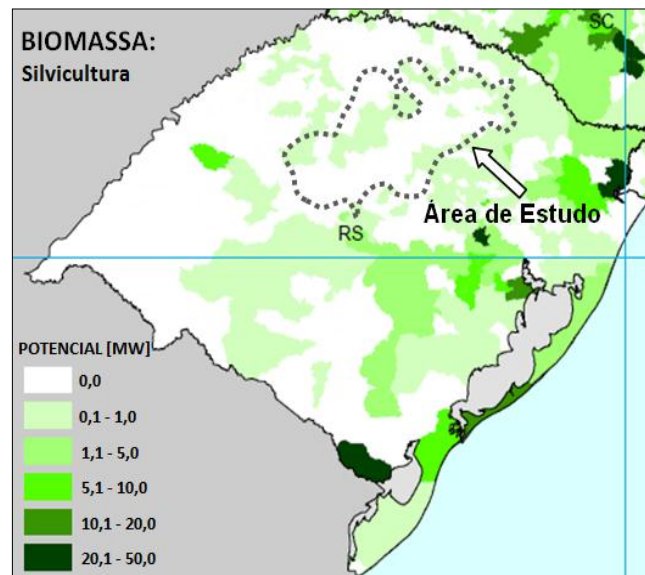 BIOMASSA:
Silvicultura
SC
Área de Estudo
RS
POTENCIAL [MW]
0,0
0,1 - 1,0
1,1 - 5,0
5,1 - 10,0
10,1 - 20,0
20,1 - 50,0